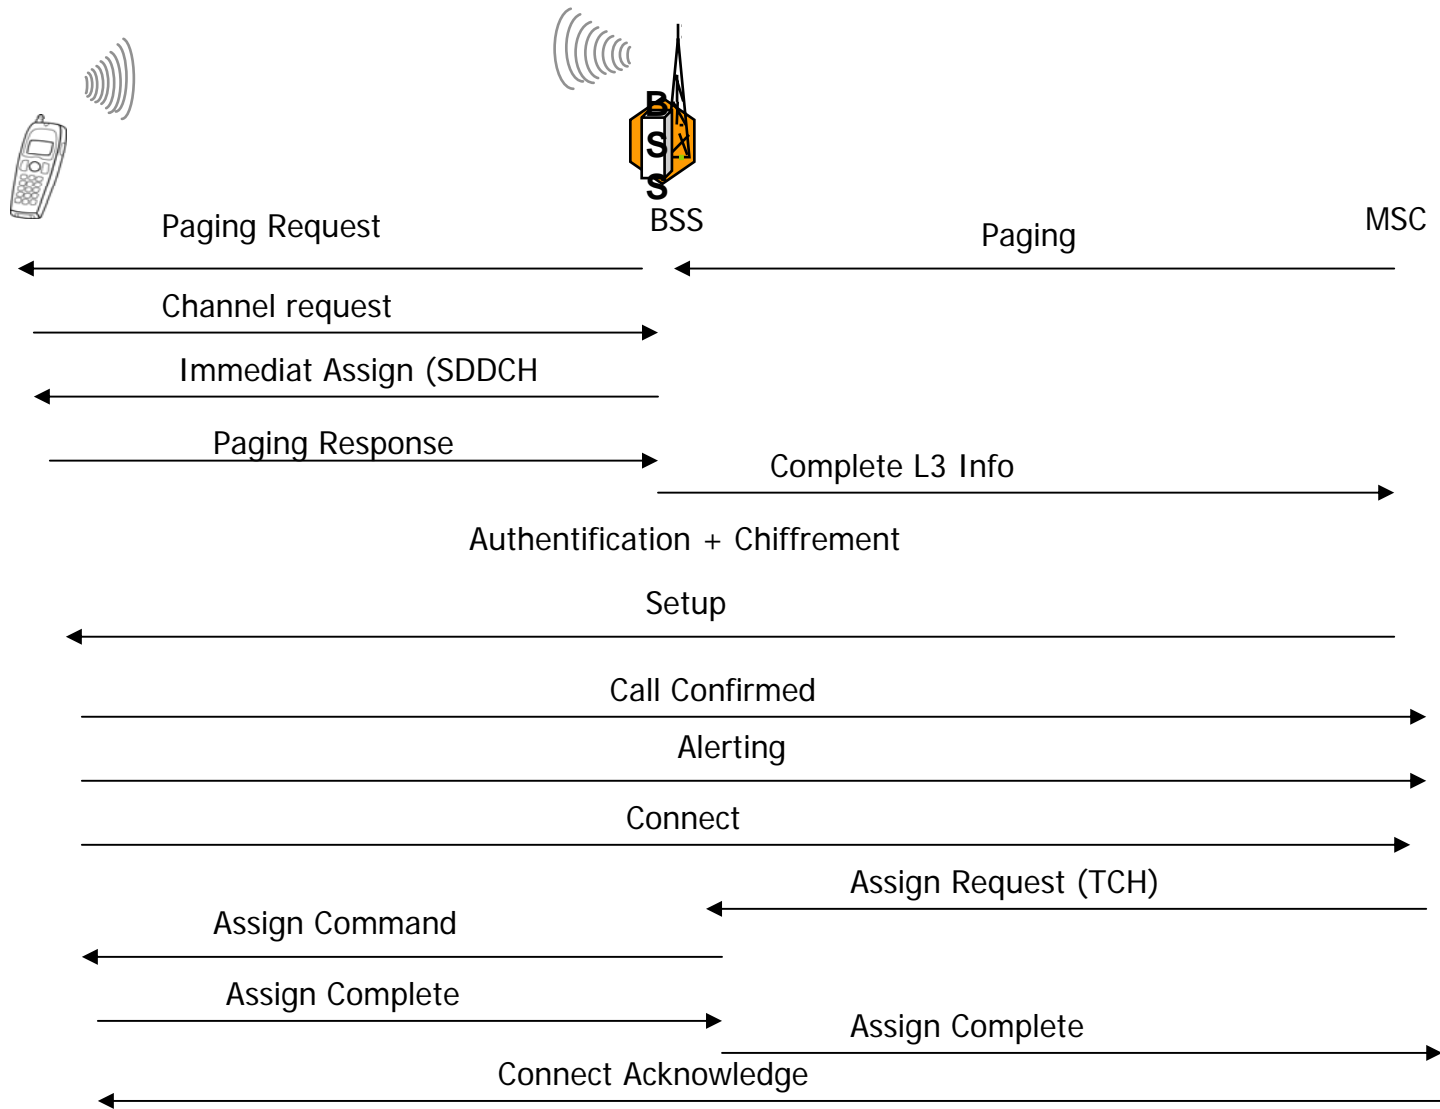 B
S
S
X
BSS
MSC
Paging Request
Paging
Channel request
Immediat Assign (SDDCH
Paging Response
Complete L3 Info
Authentification + Chiffrement
Setup
Call Confirmed
Alerting
Connect
Assign Request (TCH)
Assign Command
Assign Complete
Assign Complete
Connect Acknowledge